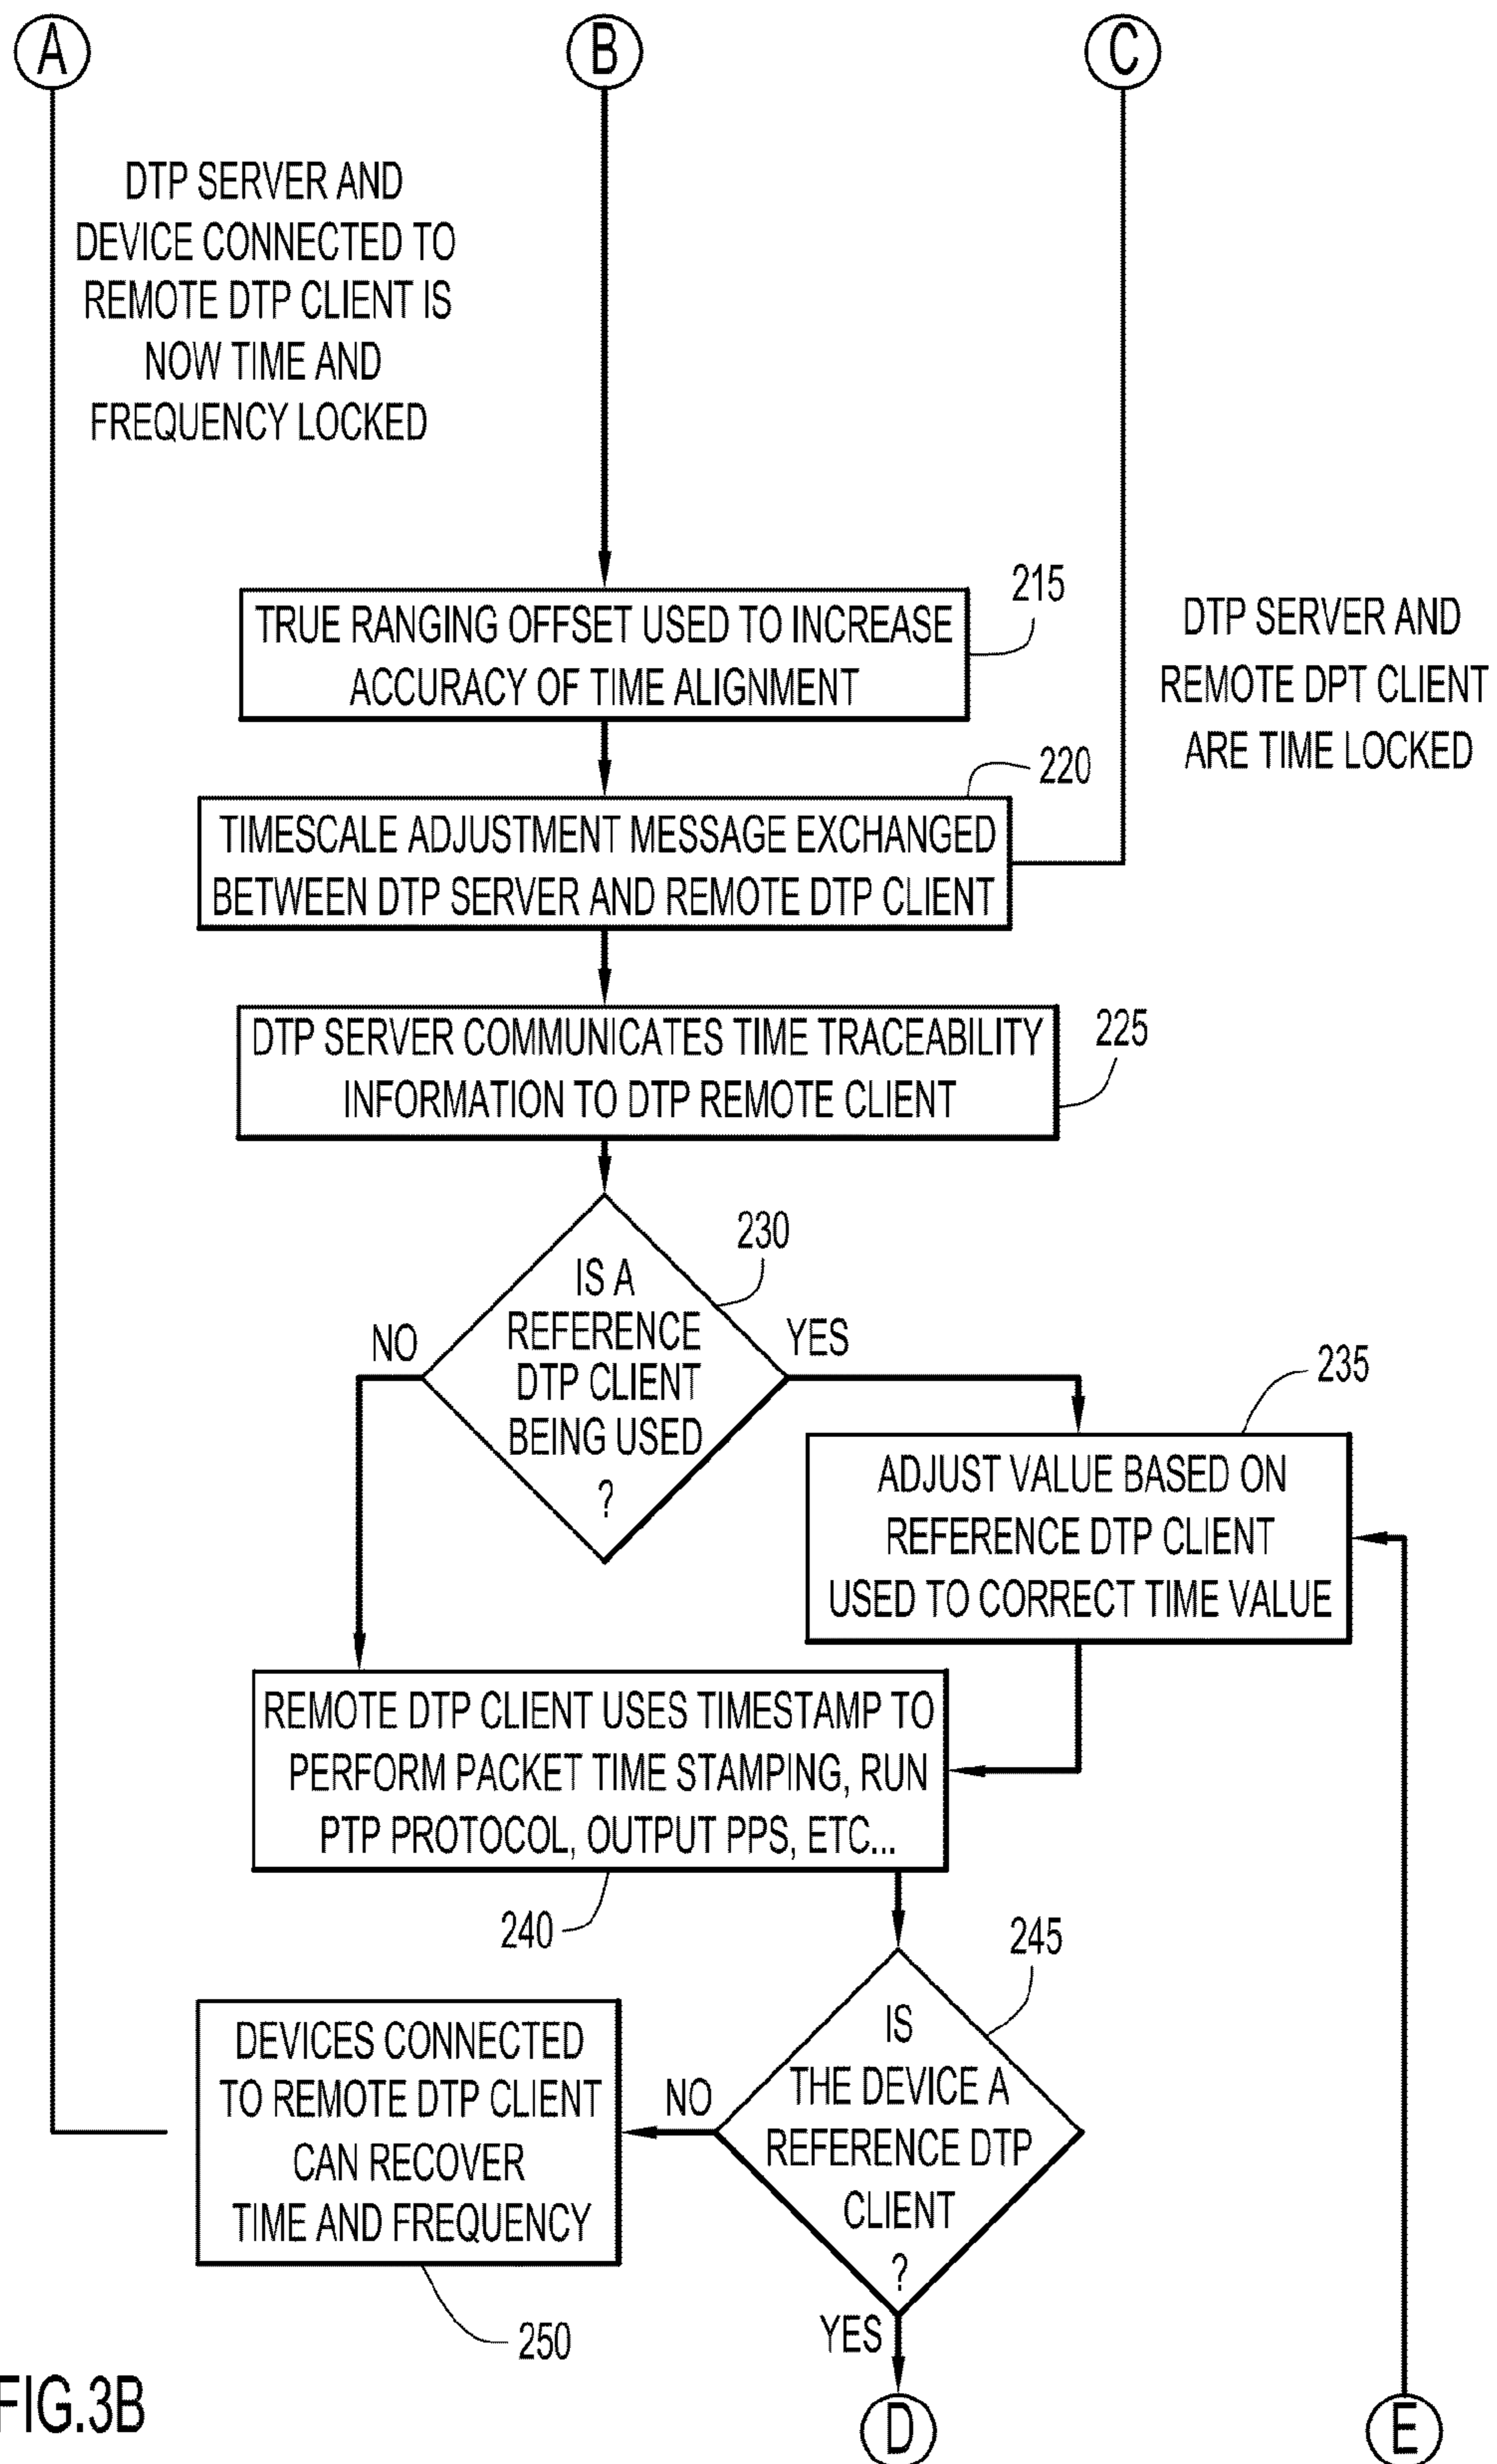 A
B
C
DTP SERVER AND
DEVICE CONNECTED TO
REMOTE DTP CLIENT IS
NOW TIME AND
FREQUENCY LOCKED
215
TRUE RANGING OFFSET USED TO INCREASE
ACCURACY OF TIME ALIGNMENT
DTP SERVER AND
REMOTE DPT CLIENT
ARE TIME LOCKED
220
TIMESCALE ADJUSTMENT MESSAGE EXCHANGED
BETWEEN DTP SERVER AND REMOTE DTP CLIENT
225
DTP SERVER COMMUNICATES TIME TRACEABILITY
INFORMATION TO DTP REMOTE CLIENT
230
IS A
REFERENCE
DTP CLIENT
BEING USED
?
NO
YES
235
ADJUST VALUE BASED ON
REFERENCE DTP CLIENT
USED TO CORRECT TIME VALUE
REMOTE DTP CLIENT USES TIMESTAMP TO
PERFORM PACKET TIME STAMPING, RUN
PTP PROTOCOL, OUTPUT PPS, ETC...
240
245
IS
THE DEVICE A
REFERENCE DTP
CLIENT
?
NO
DEVICES CONNECTED
TO REMOTE DTP CLIENT
CAN RECOVER
TIME AND FREQUENCY
250
YES
D
E
FIG.3B